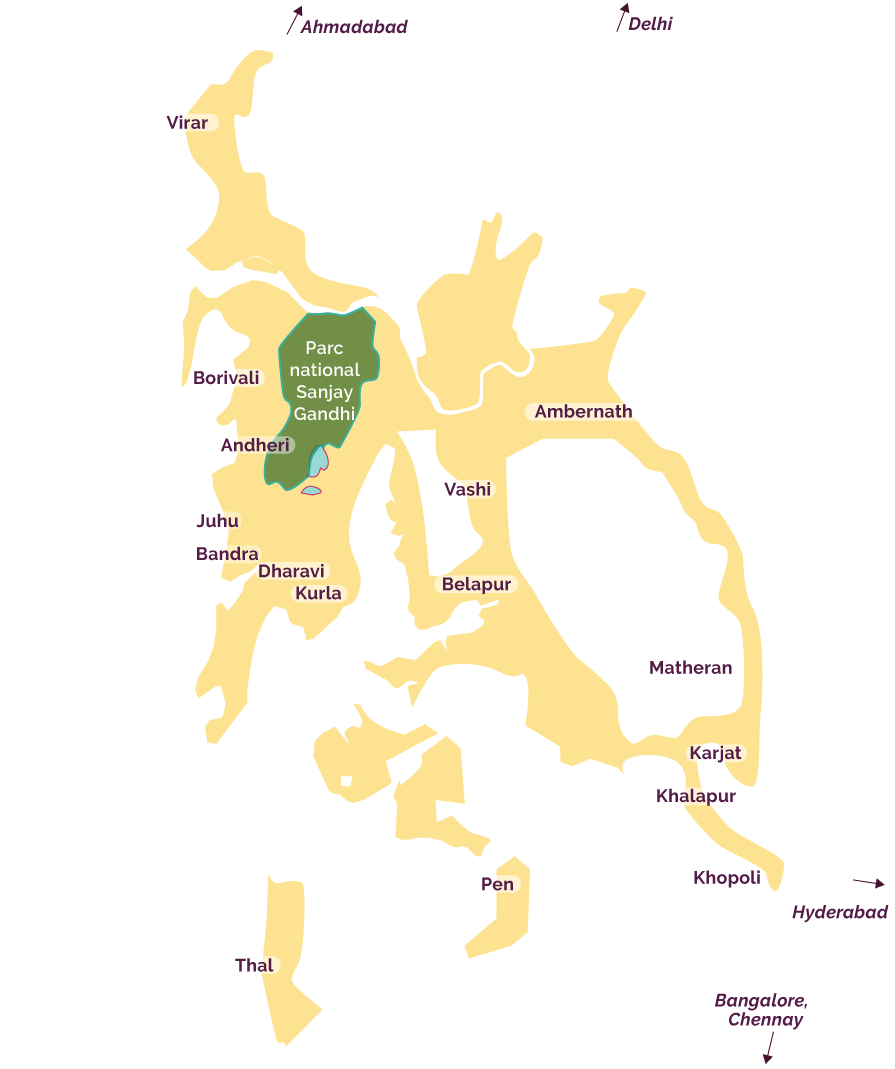 Ahmadabad
Delhi
Virar
Parc
national
Sanjay
Gandhi
Borivali
Ambernath
Andheri
Vashi
Juhu
Bandra
Dharavi
Kurla
Belapur
Matheran
Karjat
Khalapur
Khopoli
Pen
Hyderabad
Thal
Bangalore,
Chennay